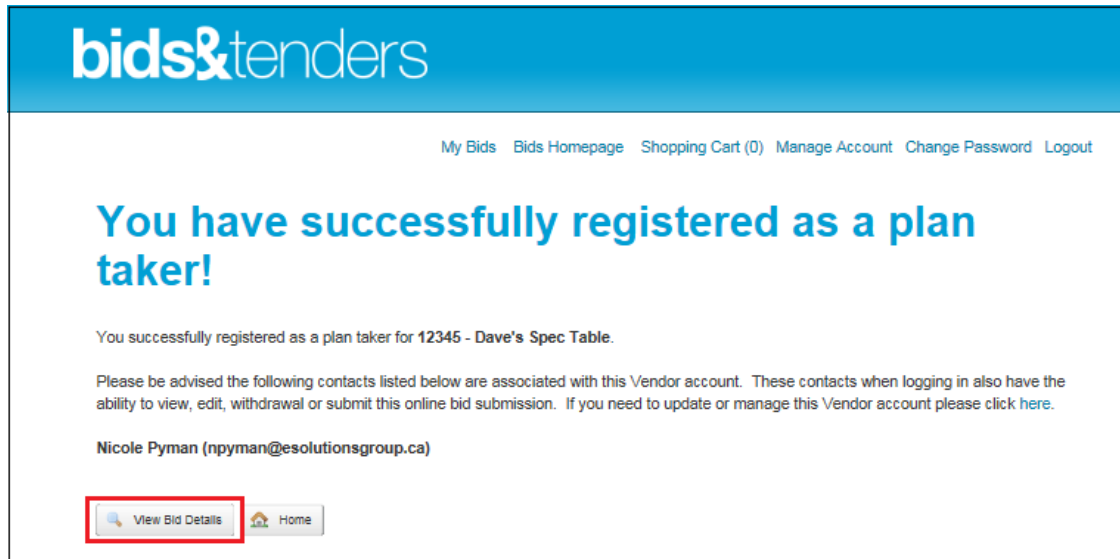 bids&tenders
My Bids Bids Homepage Shopping Cart (0) Manage Account Change Password Logout
You have successfully registered as a plan
taker!
You successfully registered as a plan taker for 12345 - Dave's Spec Table.
Please be advised the following contacts listed below are associated with this Vendor account. These contacts when logging in also have the
ability to view, edit, withdrawal or submit this online bid submission. If you need to update or manage this Vendor account please click here.
Nicole Pyman (npyman@esolutionsgroup.ca)
View Bid Details Home